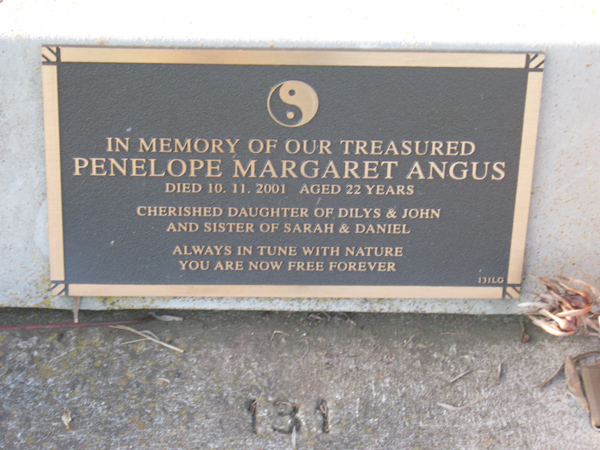 IN MEMORY OF OUR TREASURED
PENELOPE MARGARET ANGUS
DIED 10. 11. 2001 AGED 22 YEARS
CHERISHED DAUGHTER OF DILYS & JOHN
AND SISTER OF SARAH & DANIEL
ALWAYS IN TUNE WITH NATURE
YOU ARE NOW FREE FOREVER
131LG
131